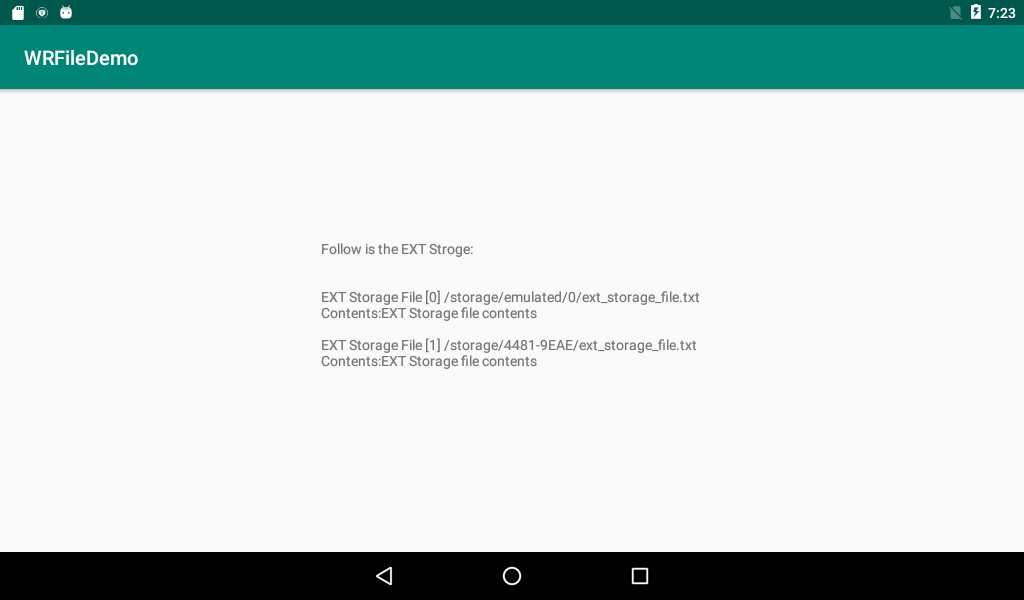 7:23
WRFileDemo
Follow is the EXT Stroge:
EXT Storage File [0] /storage/emulated/0/ext_storage_file.txt
Contents:EXT Storage file contents
EXT Storage File [1] /storage/4481-9EAE/ext_storage_file.txt
Contents:EXT Storage file contents